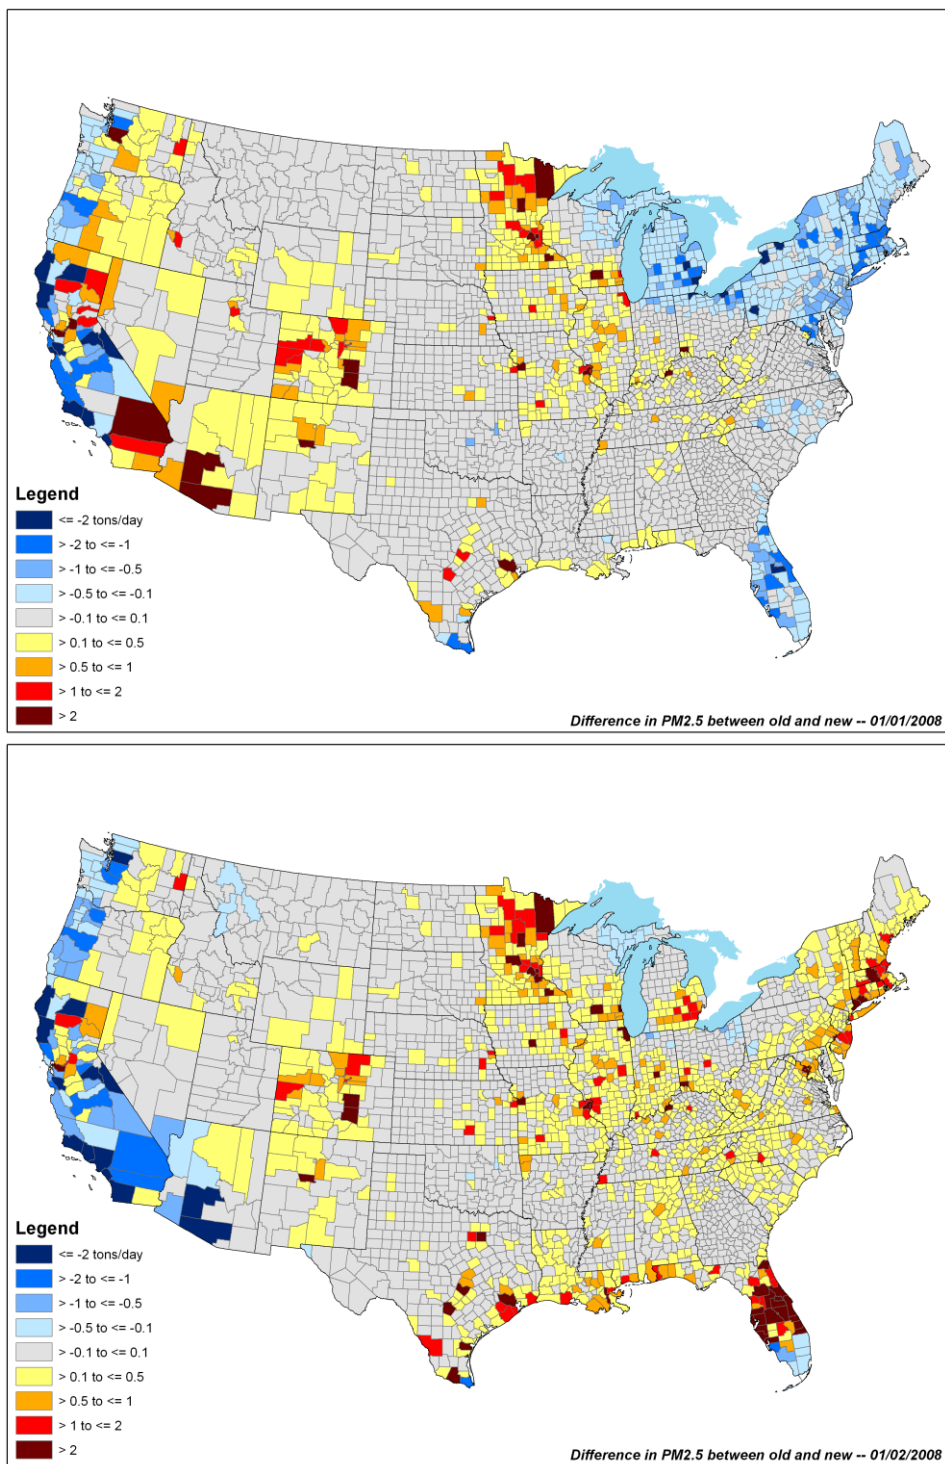 Legend
<= -2 tons/day
> -2 to <= -1
> -1 to <= -0.5
> -0.5 to <= -0.1
> -0.1 to <= 0.1
> 0.1 to <= 0.5
> 0.5 to <= 1
> 1 to <= 2
> 2
Difference in PM2.5 between old and new -- 01/01/2008
Legend
<= -2 tons/day
> -2 to <= -1
> -1 to <= -0.5
> -0.5 to <= -0.1
> -0.1 to <= 0.1
> 0.1 to <= 0.5
> 0.5 to <= 1
> 1 to <= 2
> 2
Difference in PM2.5 between old and new -- 01/02/2008